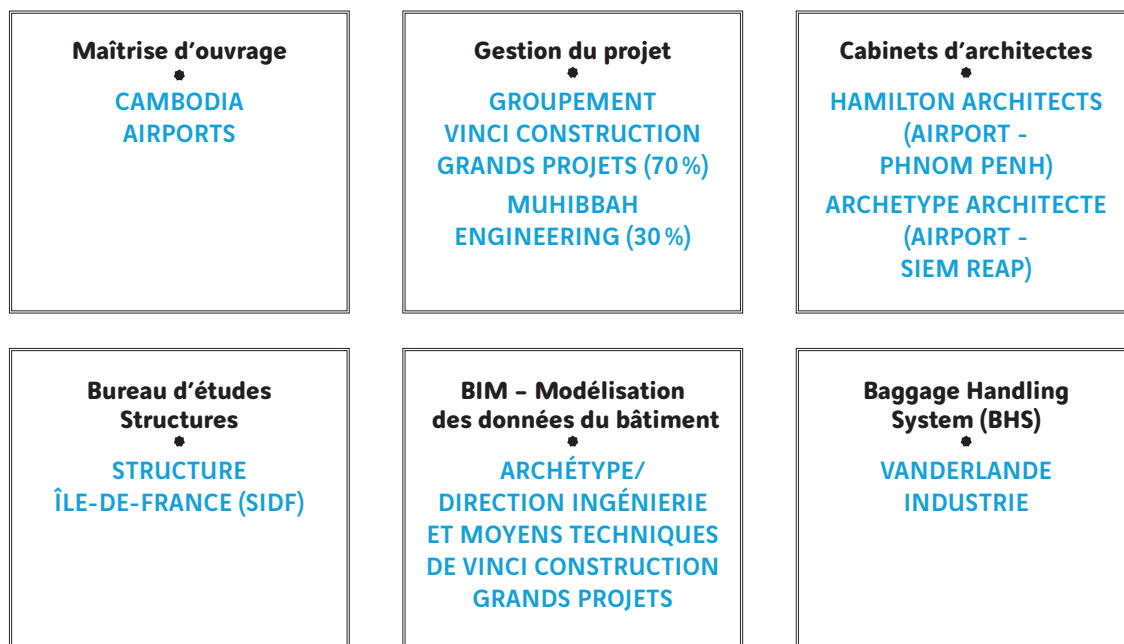 Maîtrise d’ouvrage
CAMBODIA
AIRPORTS
Gestion du projet
GROUPEMENT
VINCI CONSTRUCTION
GRANDS PROJETS (70 %)
MUHIBBAH
ENGINEERING (30 %)
Cabinets d’architectes
HAMILTON ARCHITECTS
(AIRPORT -
PHNOM PENH)
ARCHETYPE ARCHITECTE
(AIRPORT -
SIEM REAP)
Bureau d’études
Structures
STRUCTURE
ÎLE-DE-FRANCE (SIDF)
BIM – Modélisation
des données du bâtiment
ARCHÉTYPE/
DIRECTION INGÉNIERIE
ET MOYENS TECHNIQUES
DE VINCI CONSTRUCTION
GRANDS PROJETS
Baggage Handling
System (BHS)
VANDERLANDE
INDUSTRIE